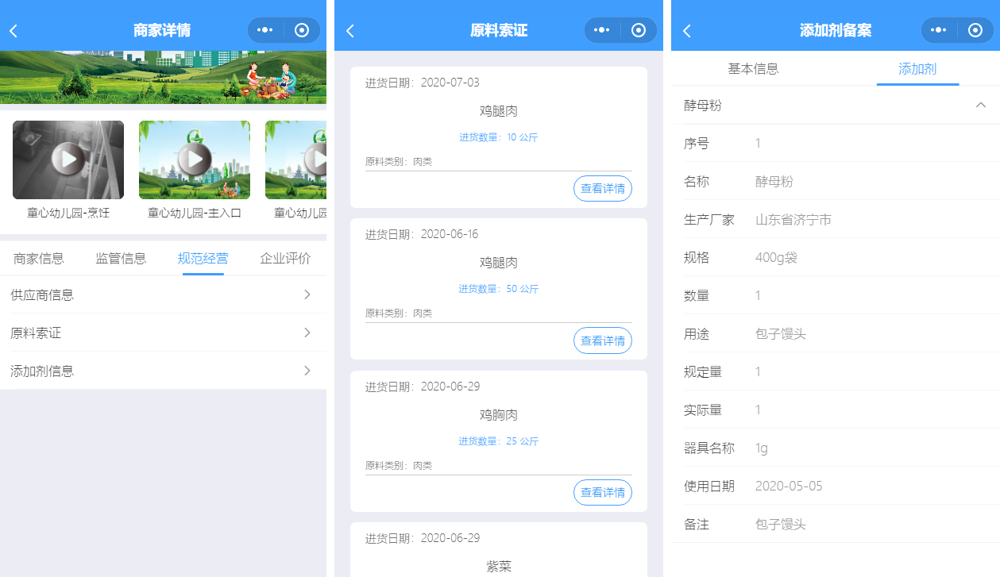 商家详情
童心幼儿园-烹饪
童心幼儿园-主入口
童心幼儿园
商家信息
监管信息
规范经营
企业评价
供应商信息
原料索证
添加剂信息
原料索证
进货日期：2020-07-03
鸡腿肉
进货数量：10 公斤
原料类别：肉类
查看详情
进货日期：2020-06-16
鸡腿肉
进货数量：50 公斤
原料类别：肉类
查看详情
进货日期：2020-06-29
鸡胸肉
进货数量：25 公斤
原料类别：肉类
查看详情
进货日期：2020-06-29
紫菜
添加剂备案
基本信息
添加剂
酵母粉
序号 1
名称 酵母粉
生产厂家 山东省济宁市
规格 400g袋
数量 1
用途 包子馒头
规定量 1
实际量 1
器具名称 1g
使用日期 2020-05-05
备注 包子馒头